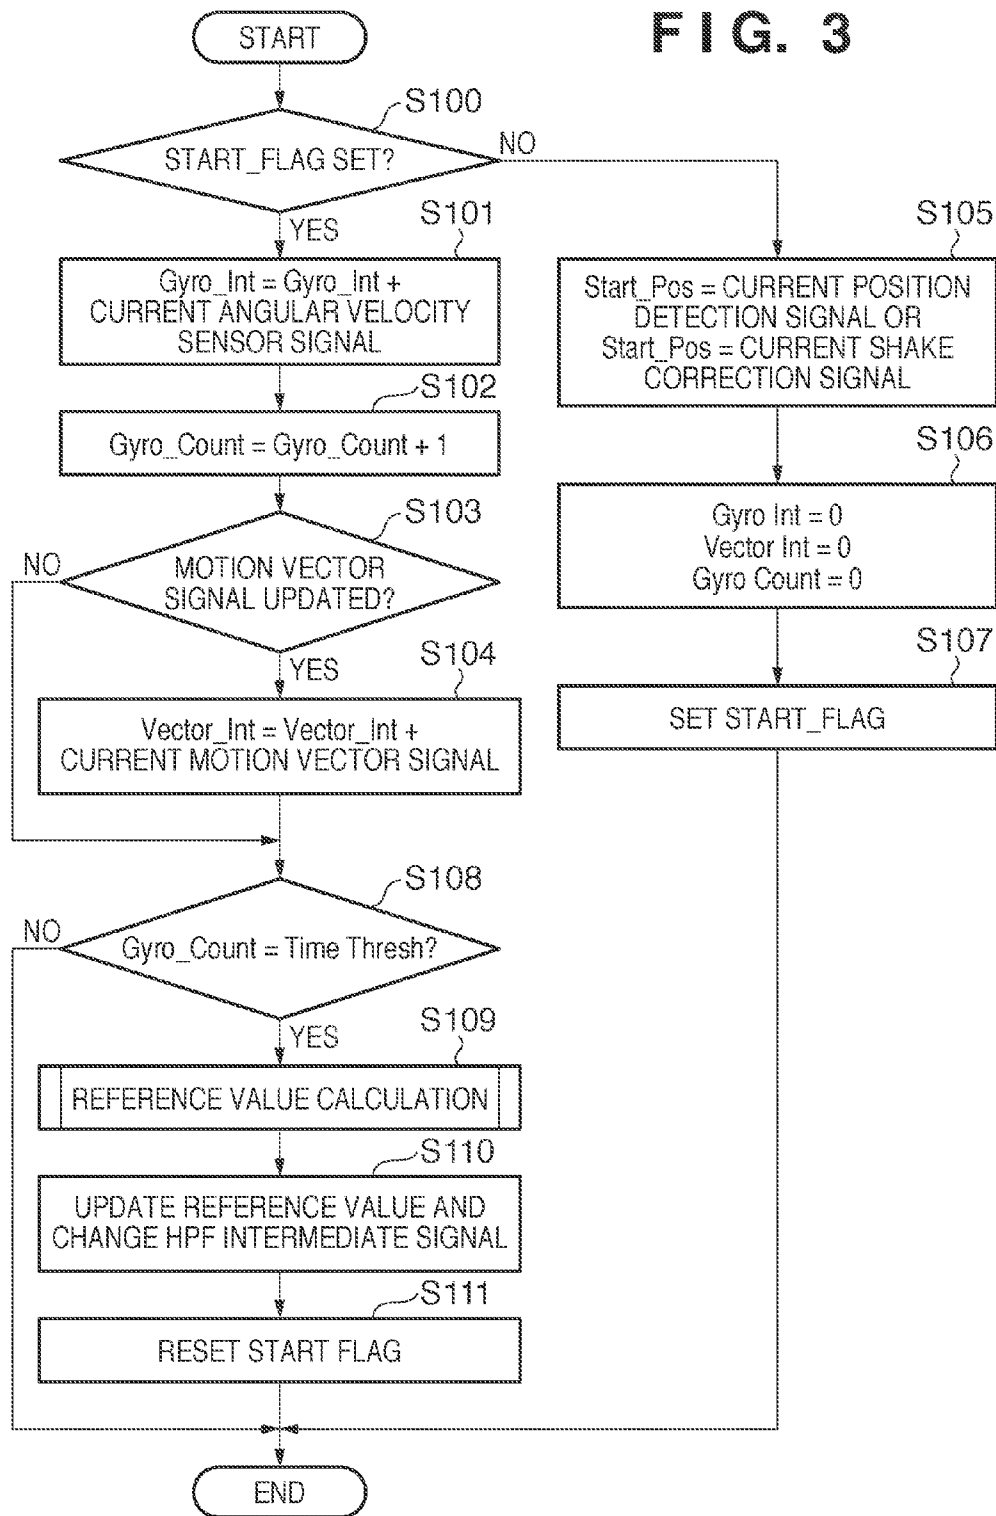 FIG. 3
START
S100
START_FLAG SET?
NO
YES
S101
Gyro_Int = Gyro_Int +
CURRENT ANGULAR VELOCITY
SENSOR SIGNAL
S102
Gyro_Count = Gyro_Count + 1
S103
NO
MOTION VECTOR
SIGNAL UPDATED?
YES
S104
Vector_Int = Vector_Int +
CURRENT MOTION VECTOR SIGNAL
S105
Start_Pos = CURRENT POSITION
DETECTION SIGNAL OR
Start_Pos = CURRENT SHAKE
CORRECTION SIGNAL
S106
Gyro Int = 0
Vector Int = 0
Gyro Count = 0
S107
SET START_FLAG
S108
NO
Gyro_Count = Time Thresh?
YES
S109
REFERENCE VALUE CALCULATION
S110
UPDATE REFERENCE VALUE AND
CHANGE HPF INTERMEDIATE SIGNAL
S111
RESET START FLAG
END